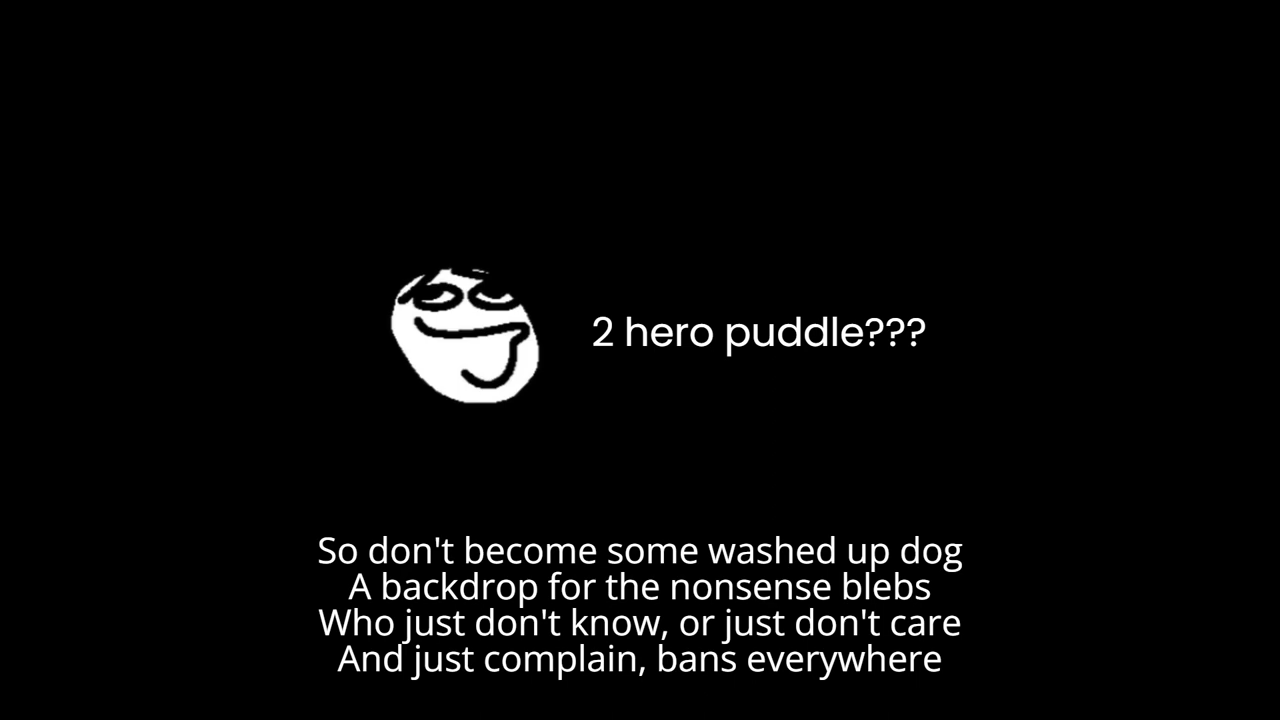 2 hero puddle???
So don't become some washed up dog
A backdrop for the nonsense blebs
Who just don't know, or just don't care
And just complain, bans everywhere